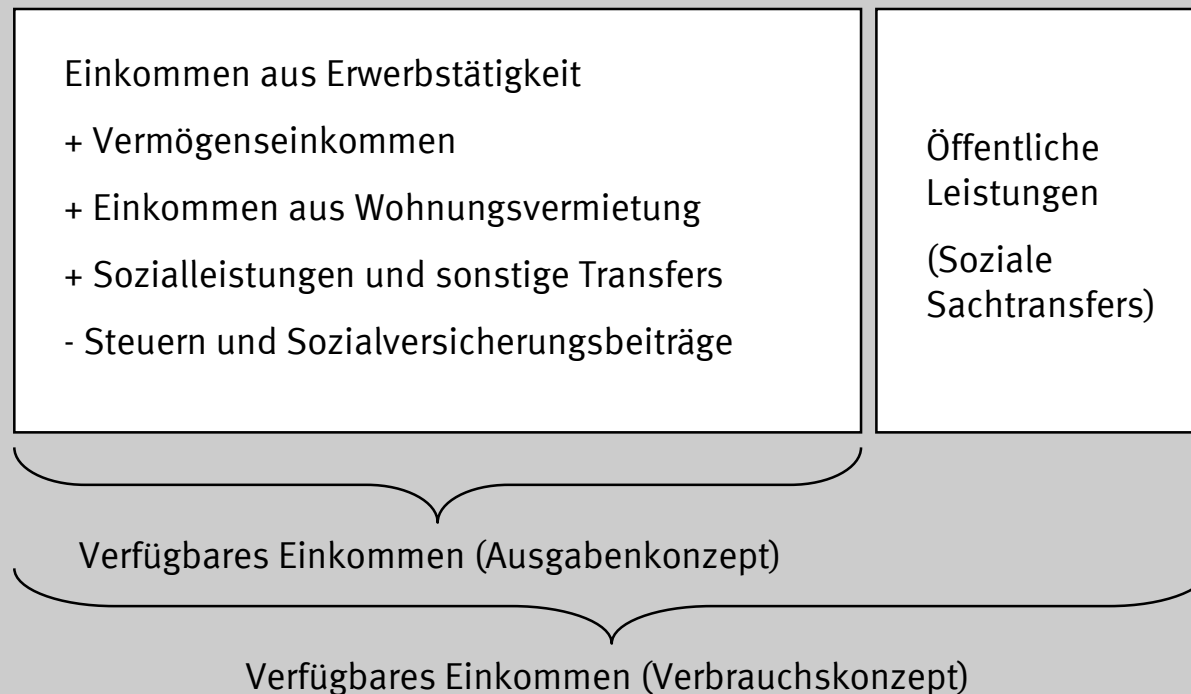 Einkommen aus Erwerbstätigkeit
+ Vermögenseinkommen
+ Einkommen aus Wohnungsvermietung
+ Sozialleistungen und sonstige Transfers
- Steuern und Sozialversicherungsbeiträge
Öffentliche
Leistungen
(Soziale
Sachtransfers)
Verfügbares Einkommen (Ausgabenkonzept)
Verfügbares Einkommen (Verbrauchskonzept)